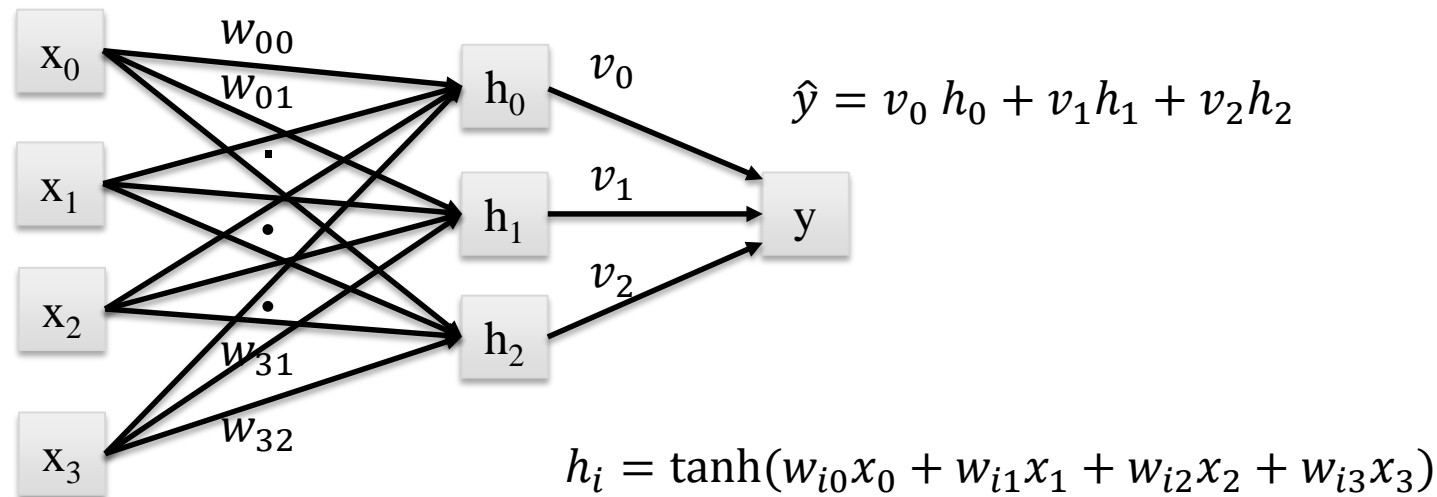 x₀
x₁
x₂
x₃
w₀₀
w₀₁
w₃₁
w₃₂
h₀
h₁
h₂
v₀
v₁
v₂
y
ŷ = v₀ h₀ + v₁h₁ + v₂h₂
hᵢ = tanh(wᵢ₀x₀ + wᵢ₁x₁ + wᵢ₂x₂ + wᵢ₃x₃)